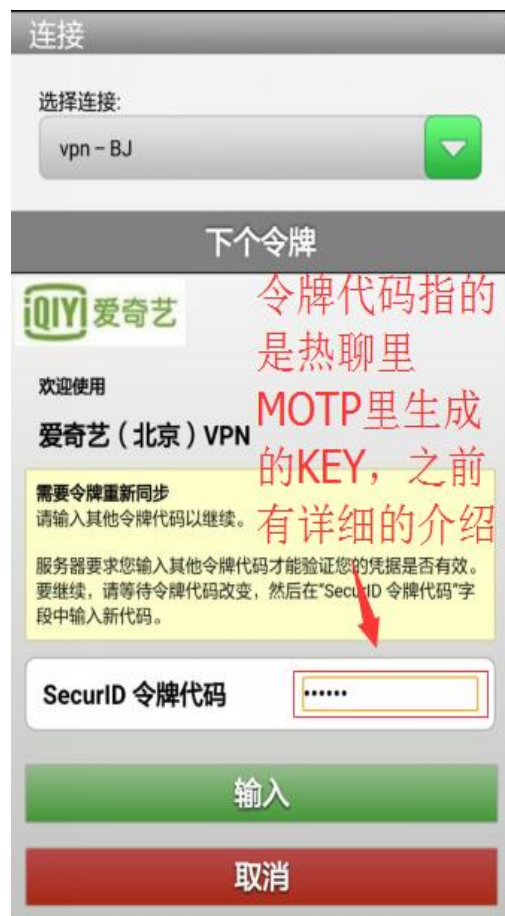 连接
选择连接:
vpn – BJ
下个令牌
iQIYI 爱奇艺
令牌代码指的
是热聊里
MOTP里生成
的KEY，之前
有详细的介绍
欢迎使用
爱奇艺（北京）VPN
需要令牌重新同步
请输入其他令牌代码以继续。
服务器要求您输入其他令牌代码才能验证您的凭据是否有效。
要继续，请等待令牌代码改变，然后在"SecurID 令牌代码"字
段中输入新代码。
SecurID 令牌代码
••••••
输入
取消